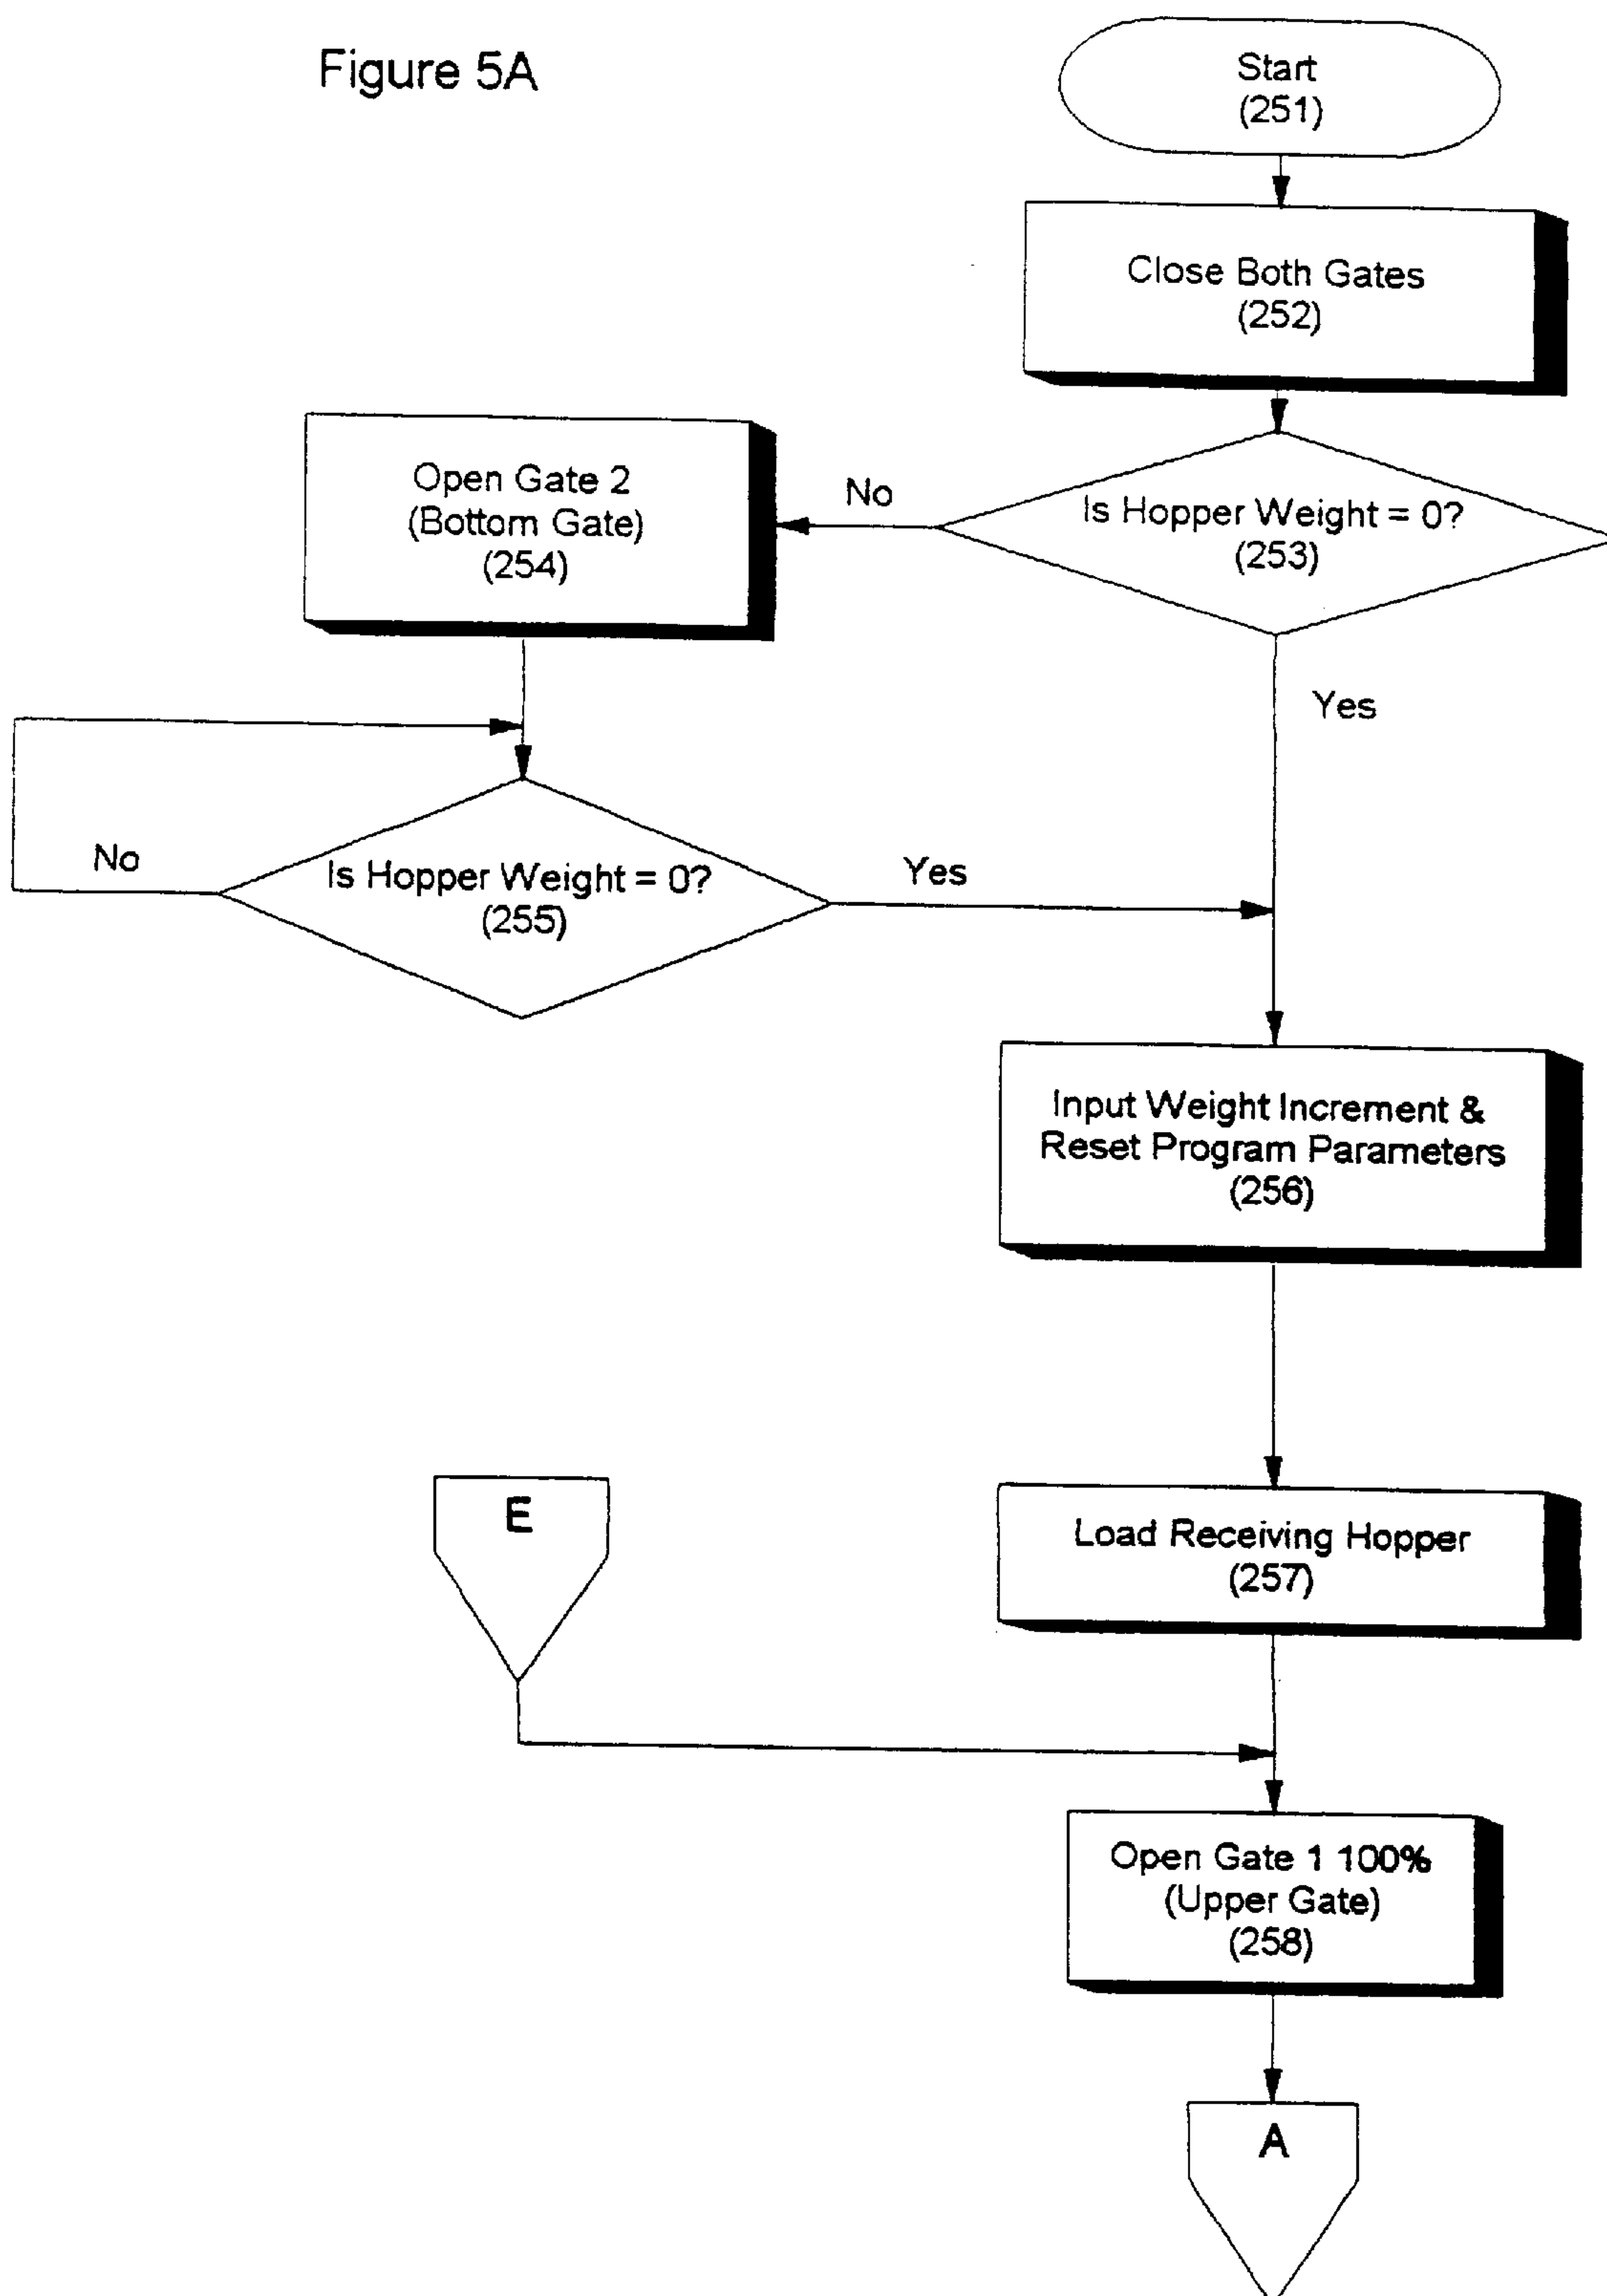 Figure 5A
Start
(251)
Close Both Gates
(252)
Is Hopper Weight = 0?
(253)
No
Open Gate 2
(Bottom Gate)
(254)
Yes
Is Hopper Weight = 0?
(255)
No
Yes
Input Weight Increment &
Reset Program Parameters
(256)
Load Receiving Hopper
(257)
E
Open Gate 1 100%
(Upper Gate)
(258)
A